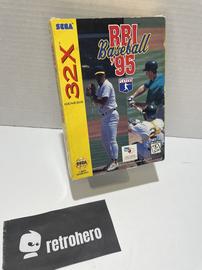 SEGA
32X
RBI
Baseball
'95
retrohero